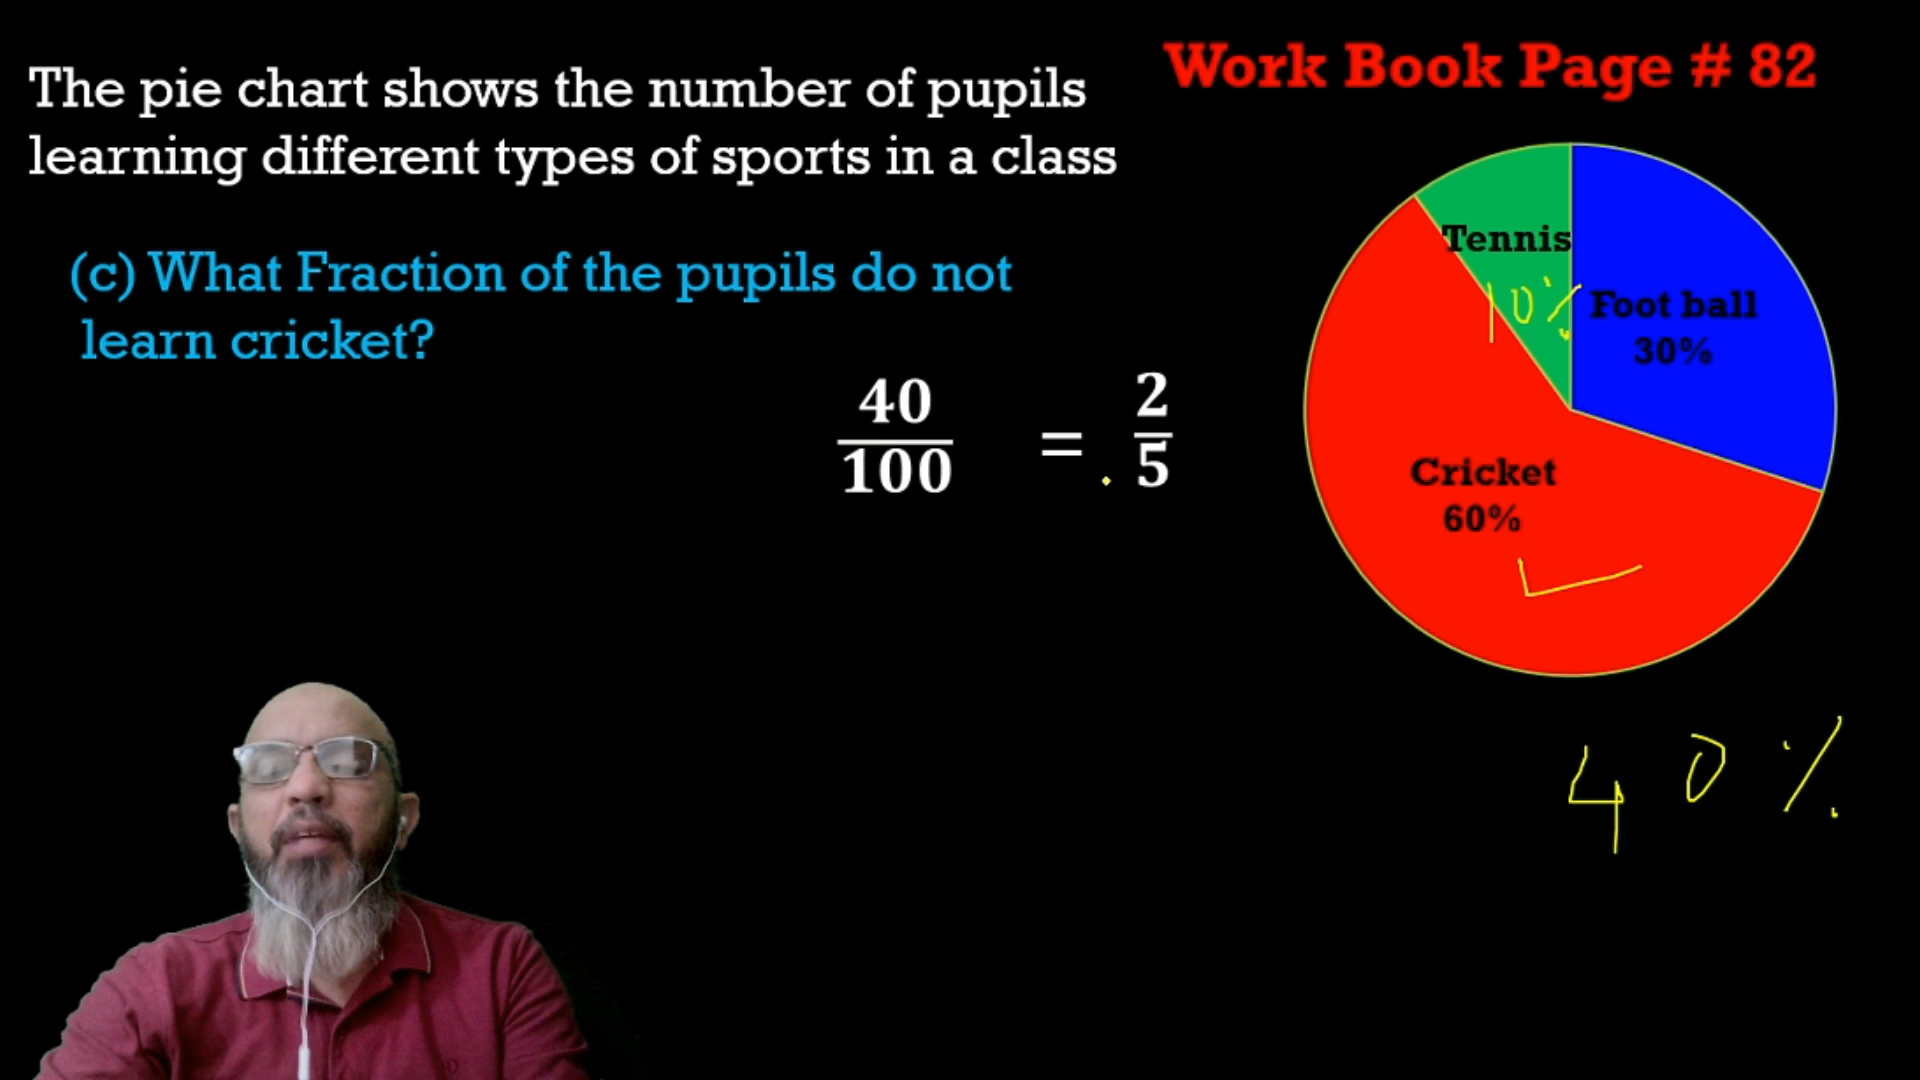 Work Book Page # 82
The pie chart shows the number of pupils
learning different types of sports in a class
(c) What Fraction of the pupils do not
learn cricket?
40
100
=
2
5
Tennis
10%
Foot ball
30%
Cricket
60%
40%